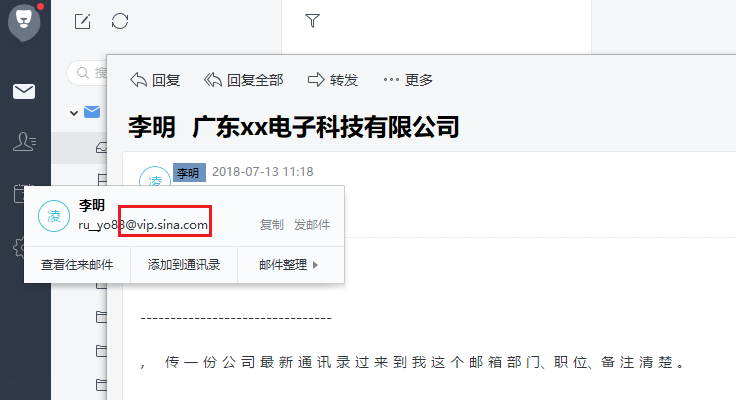 搜
回复 回复全部 转发 ··· 更多
李明 广东xx电子科技有限公司
凌 李明 2018-07-13 11:18
凌 李明
ru_yo88@vip.sina.com 复制 发邮件
查看往来邮件 添加到通讯录 邮件整理
--------------------------------
， 传一份公司最新通讯录过来到我这个邮箱部门、职位、备注清楚。